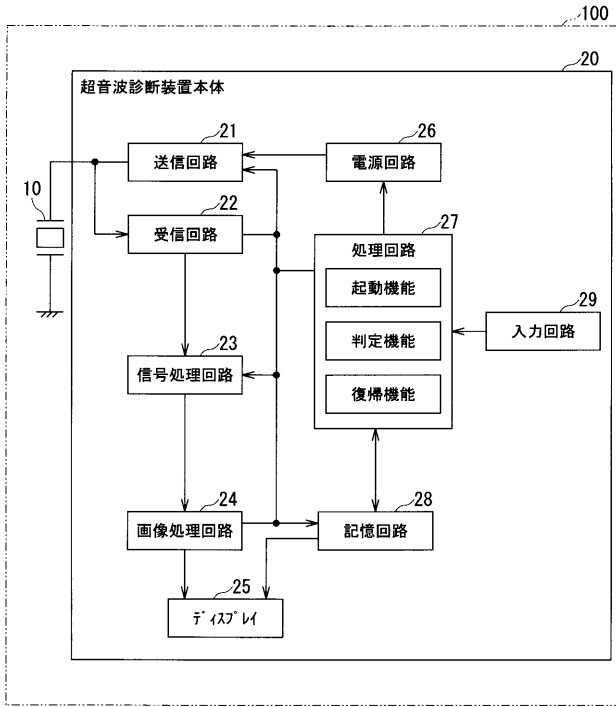 100
20
超音波診断装置本体
21
送信回路
26
電源回路
10
22
受信回路
27
処理回路
起動機能
判定機能
復帰機能
29
入力回路
23
信号処理回路
24
画像処理回路
28
記憶回路
25
ディスプレイ